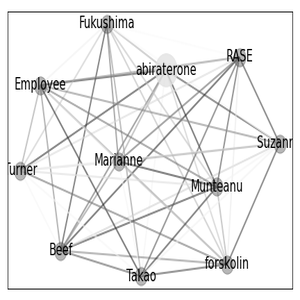 Fukushima
RASE
abiraterone
Employee
Suzann
Marianne
Turner
Munteanu
Beef
forskolin
Takao